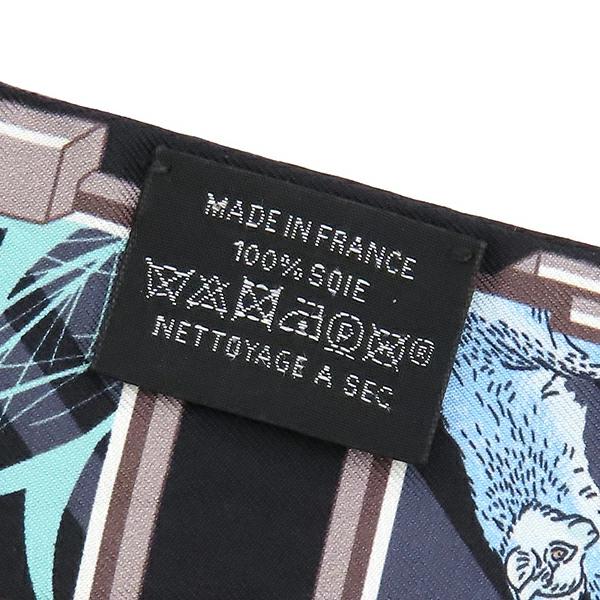 MADE IN FRANCE
100% SOIE
P ®
NETTOYAGE A SEC